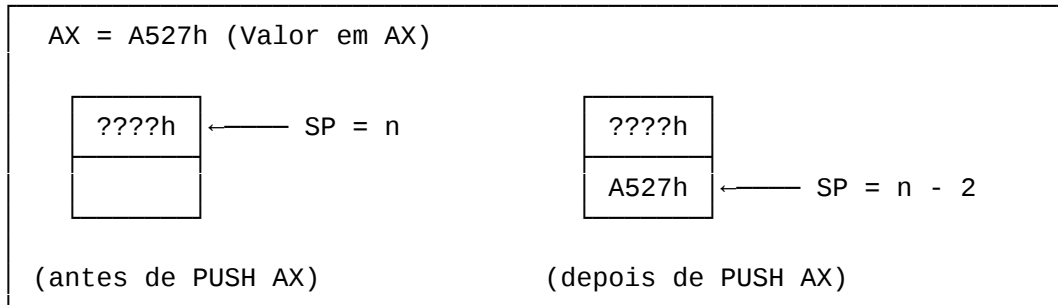 AX = A527h (Valor em AX)
????h ←──── SP = n ????h
A527h ←──── SP = n - 2
(antes de PUSH AX) (depois de PUSH AX)